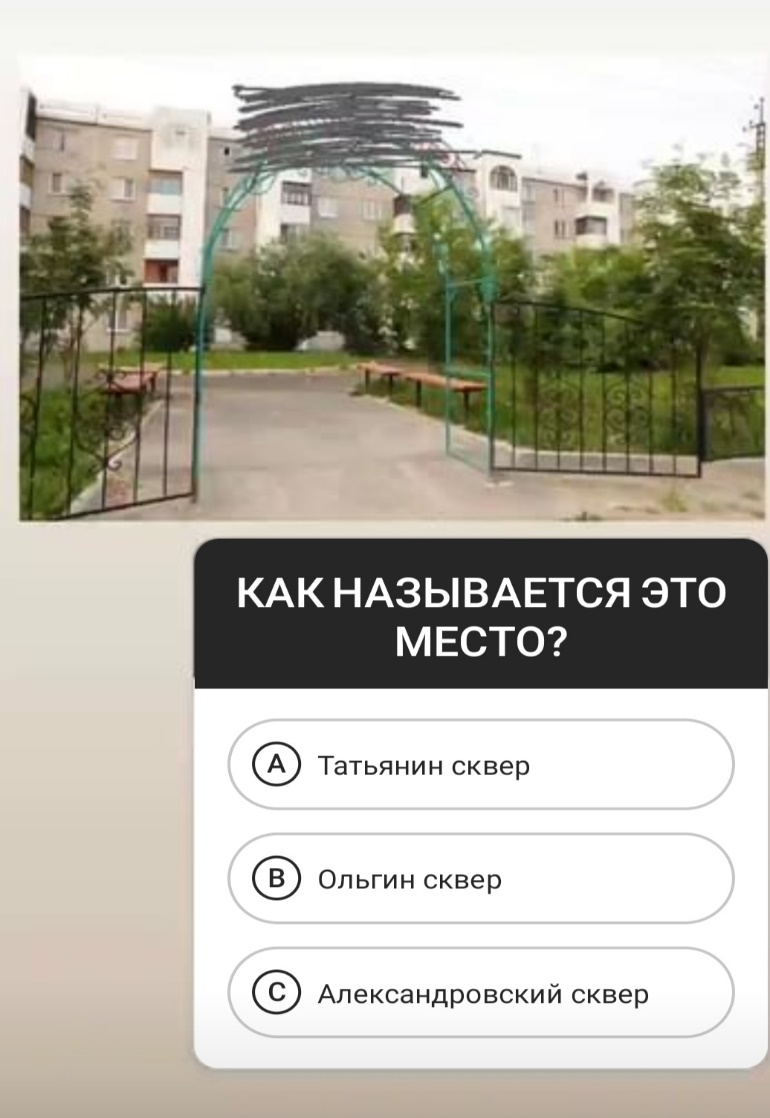 КАК НАЗЫВАЕТСЯ ЭТО
МЕСТО?
A Татьянин сквер
B Ольгин сквер
C Александровский сквер